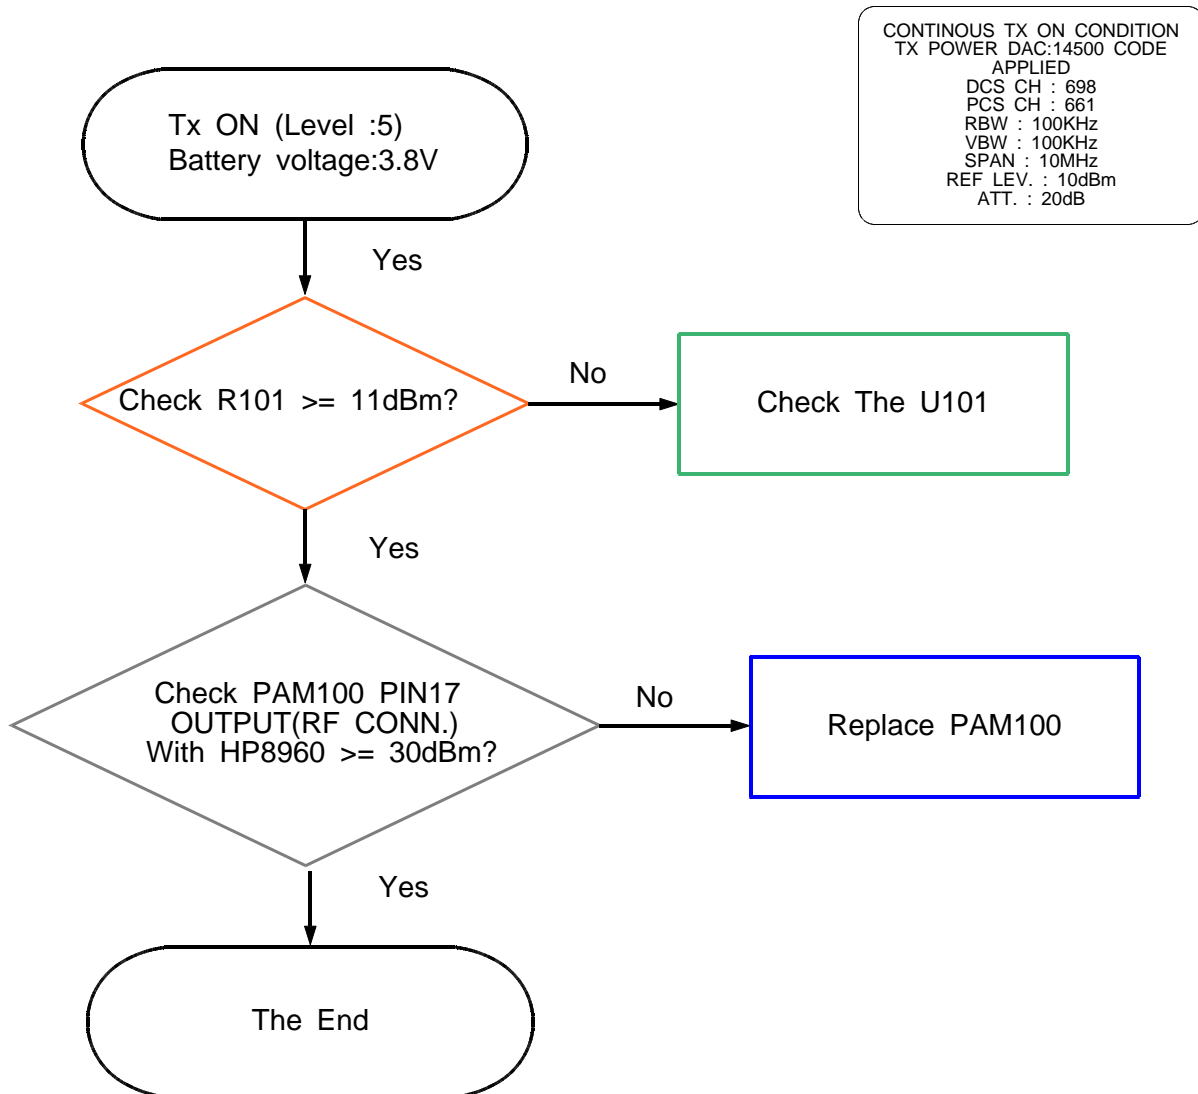 CONTINOUS TX ON CONDITION
TX POWER DAC:14500 CODE
APPLIED
DCS CH : 698
PCS CH : 661
RBW : 100KHz
VBW : 100KHz
SPAN : 10MHz
REF LEV. : 10dBm
ATT. : 20dB
Tx ON (Level :5)
Battery voltage:3.8V
Yes
Check R101 >= 11dBm?
No
Check The U101
Yes
Check PAM100 PIN17
OUTPUT(RF CONN.)
With HP8960 >= 30dBm?
No
Replace PAM100
Yes
The End